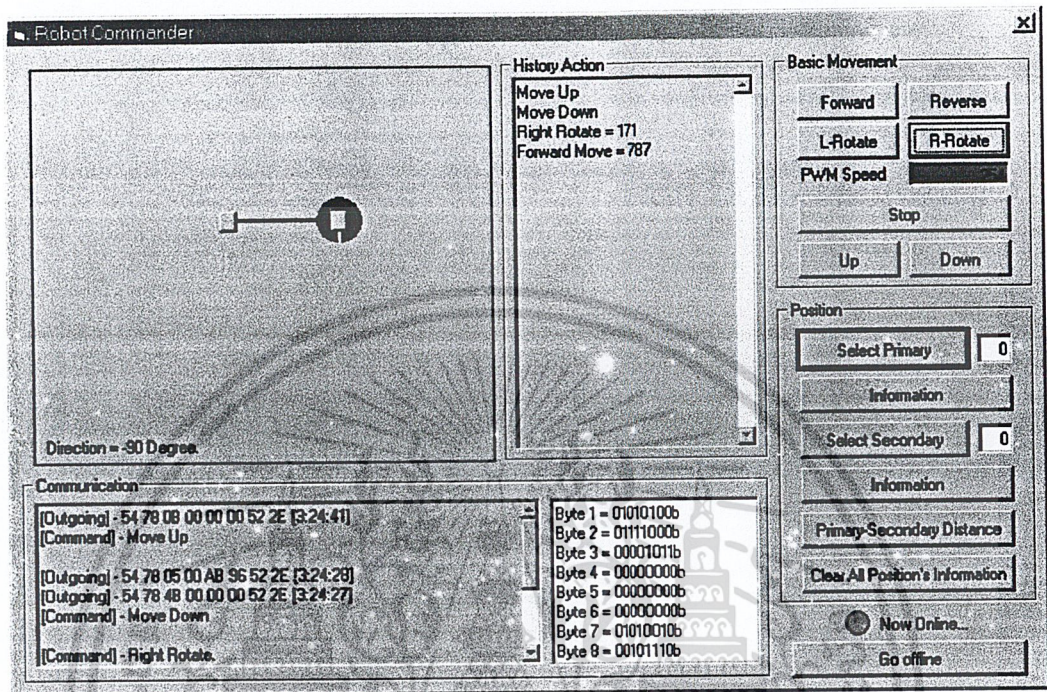 Robot Commander
Direction = -90 Degree.
History Action
Move Up
Move Down
Right Rotate = 171
Forward Move = 787
Basic Movement
Forward
Reverse
L-Rotate
R-Rotate
PWM Speed
Stop
Up
Down
Position
Select Primary
0
Information
Select Secondary
0
Information
Primary-Secondary Distance
Clear All Position's Information
Now Online...
Go offline
Communication
[Outgoing] - 54 78 0B 00 00 00 52 2E [3:24:41]
[Command] - Move Up
[Outgoing] - 54 78 05 00 AB 96 52 2E [3:24:28]
[Outgoing] - 54 78 4B 00 00 00 52 2E [3:24:27]
[Command] - Move Down
[Command] - Right Rotate.
Byte 1 = 01010100b
Byte 2 = 01111000b
Byte 3 = 00001011b
Byte 4 = 00000000b
Byte 5 = 00000000b
Byte 6 = 00000000b
Byte 7 = 01010010b
Byte 8 = 00101110b